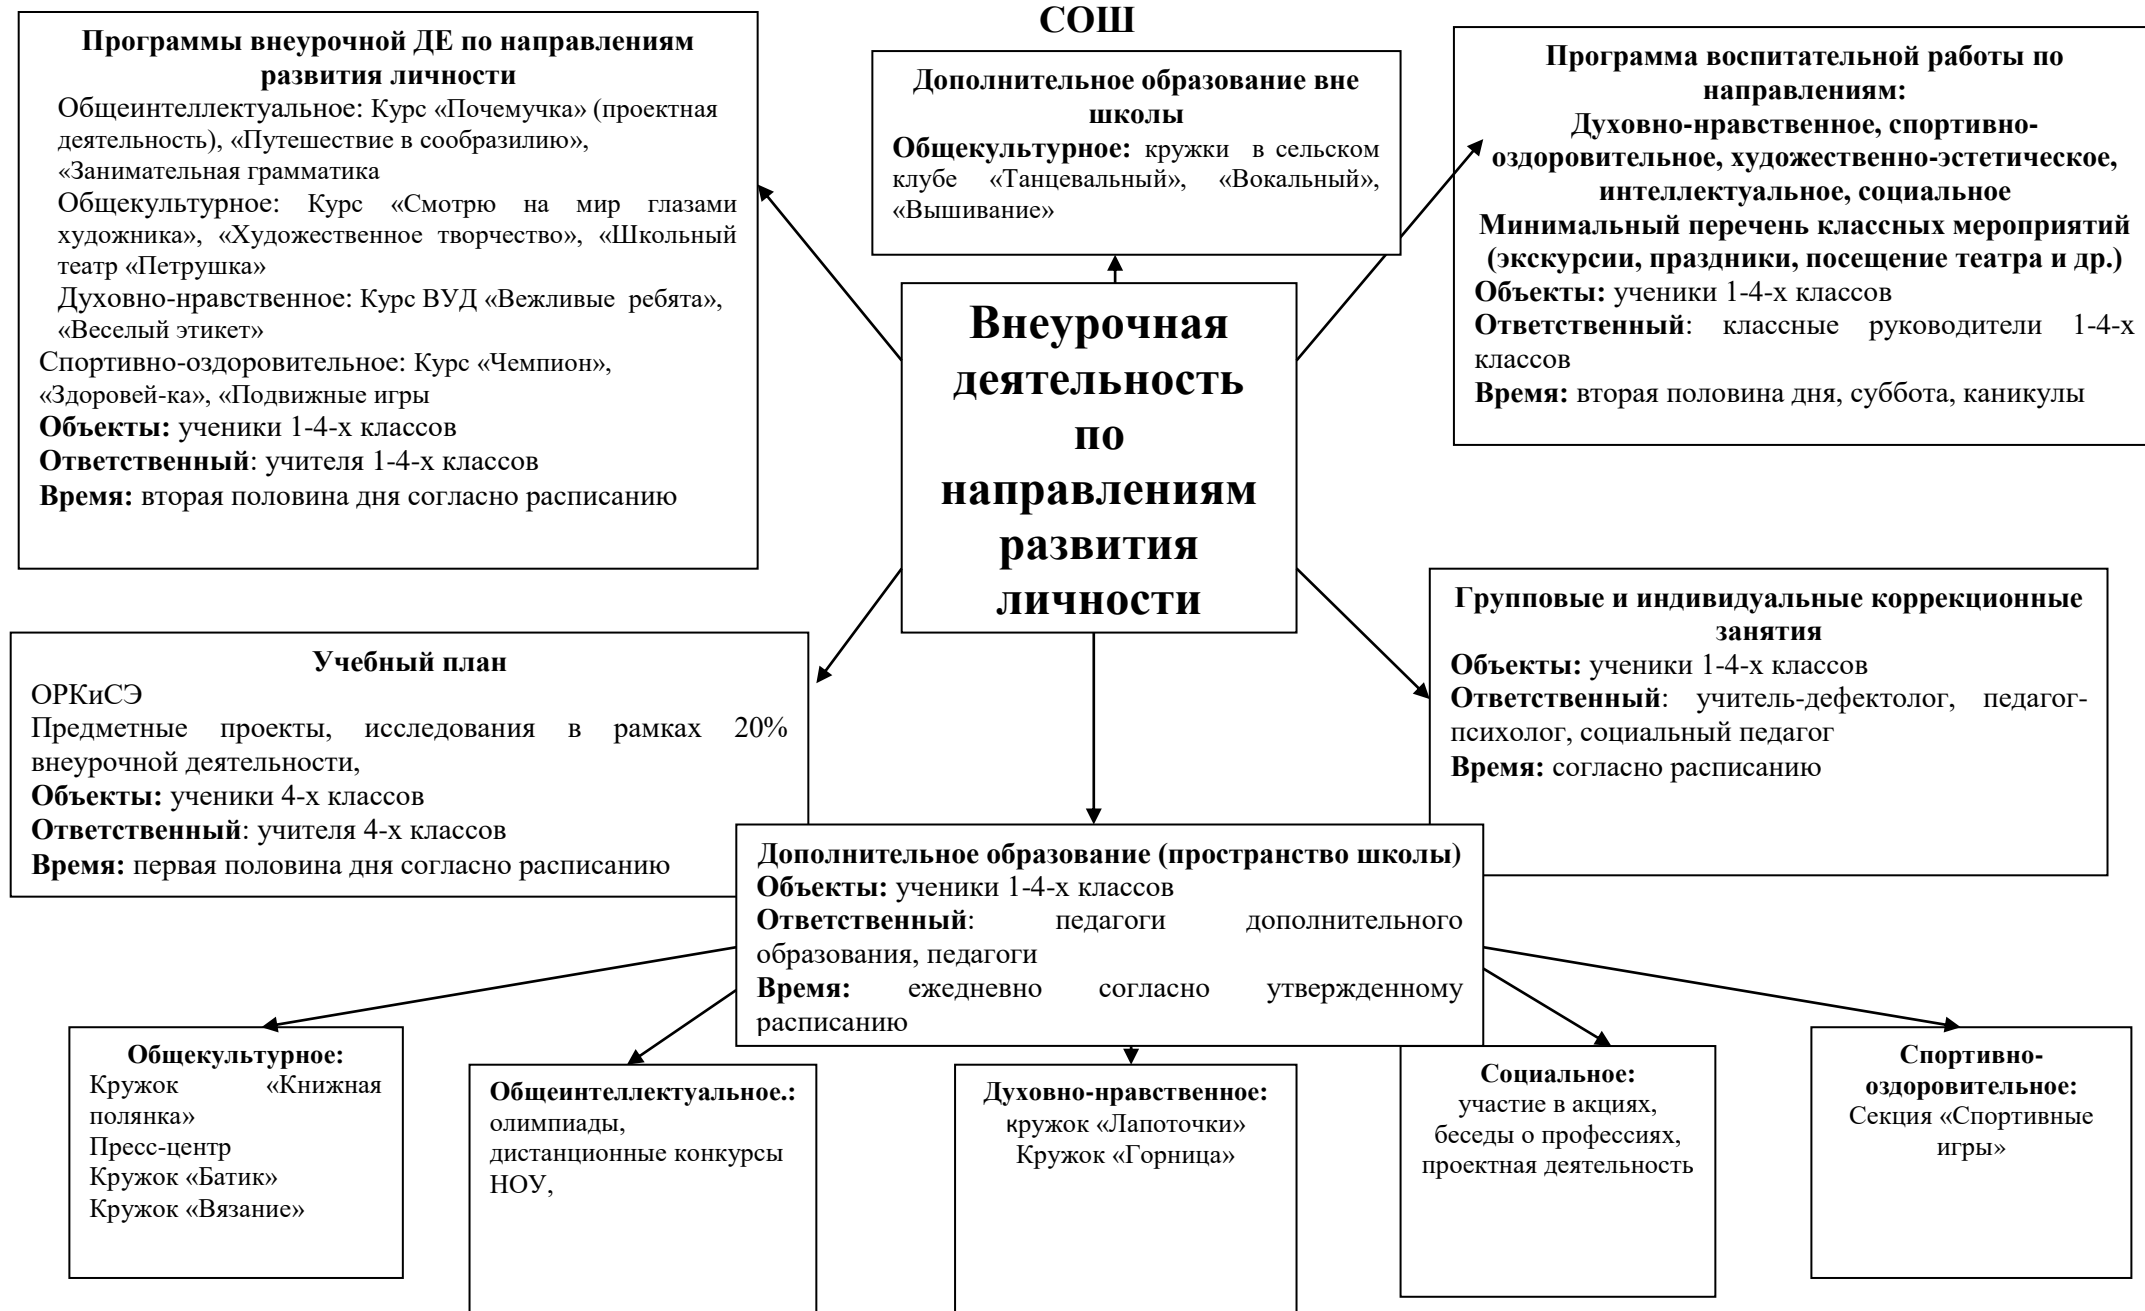 СОШ
Программы внеурочной ДЕ по направлениям
развития личности
Общеинтеллектуальное: Курс «Почемучка» (проектная
деятельность), «Путешествие в сообразилию»,
«Занимательная грамматика
Общекультурное: Курс «Смотрю на мир глазами
художника», «Художественное творчество», «Школьный
театр «Петрушка»
Духовно-нравственное: Курс ВУД «Вежливые ребята»,
«Веселый этикет»
Спортивно-оздоровительное: Курс «Чемпион»,
«Здоровей-ка», «Подвижные игры
Объекты: ученики 1-4-х классов
Ответственный: учителя 1-4-х классов
Время: вторая половина дня согласно расписанию
Дополнительное образование вне
школы
Общекультурное: кружки в сельском
клубе «Танцевальный», «Вокальный»,
«Вышивание»
Программа воспитательной работы по
направлениям:
Духовно-нравственное, спортивно-
оздоровительное, художественно-эстетическое,
интеллектуальное, социальное
Минимальный перечень классных мероприятий
(экскурсии, праздники, посещение театра и др.)
Объекты: ученики 1-4-х классов
Ответственный: классные руководители 1-4-х
классов
Время: вторая половина дня, суббота, каникулы
Внеурочная
деятельность
по
направлениям
развития
личности
Учебный план
ОРКиСЭ
Предметные проекты, исследования в рамках 20%
внеурочной деятельности,
Объекты: ученики 4-х классов
Ответственный: учителя 4-х классов
Время: первая половина дня согласно расписанию
Групповые и индивидуальные коррекционные
занятия
Объекты: ученики 1-4-х классов
Ответственный: учитель-дефектолог, педагог-
психолог, социальный педагог
Время: согласно расписанию
Дополнительное образование (пространство школы)
Объекты: ученики 1-4-х классов
Ответственный: педагоги дополнительного
образования, педагоги
Время: ежедневно согласно утвержденному
расписанию
Общекультурное:
Кружок «Книжная
полянка»
Пресс-центр
Кружок «Батик»
Кружок «Вязание»
Общеинтеллектуальное.:
олимпиады,
дистанционные конкурсы
НОУ,
Духовно-нравственное:
кружок «Лапоточки»
Кружок «Горница»
Социальное:
участие в акциях,
беседы о профессиях,
проектная деятельность
Спортивно-
оздоровительное:
Секция «Спортивные
игры»